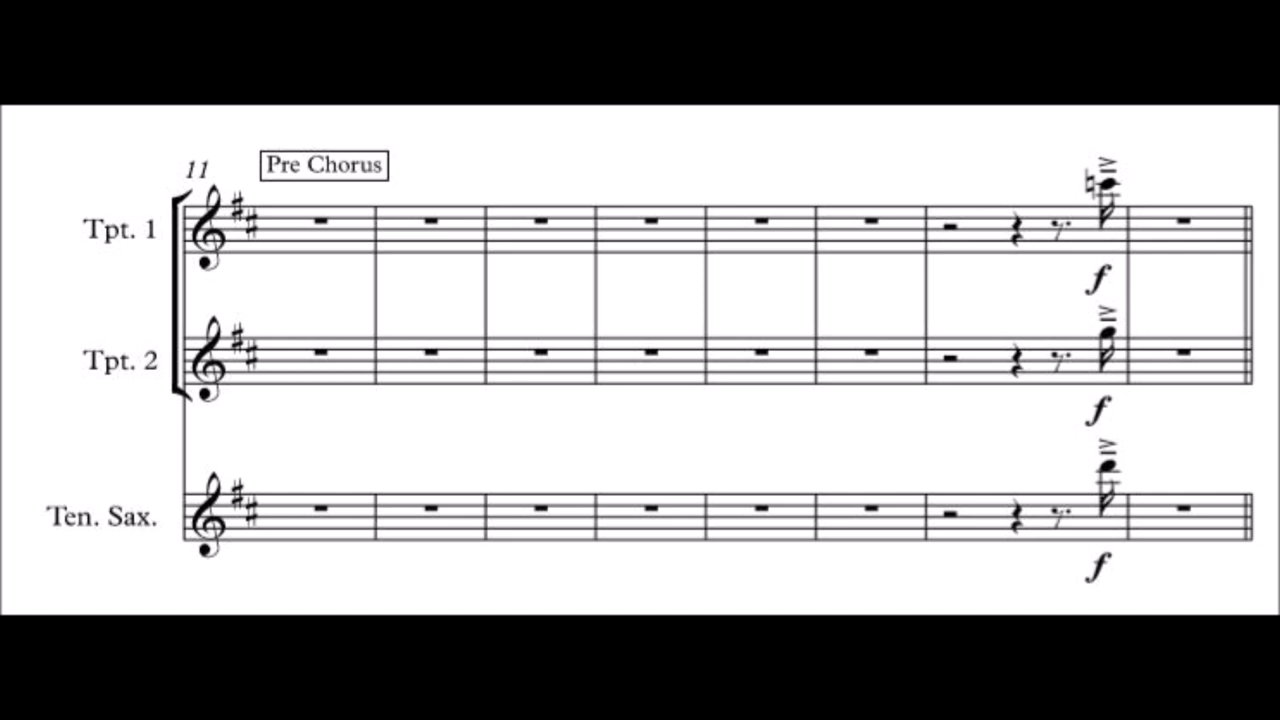 11
Pre Chorus
Tpt. 1
f
Tpt. 2
f
Ten. Sax.
f